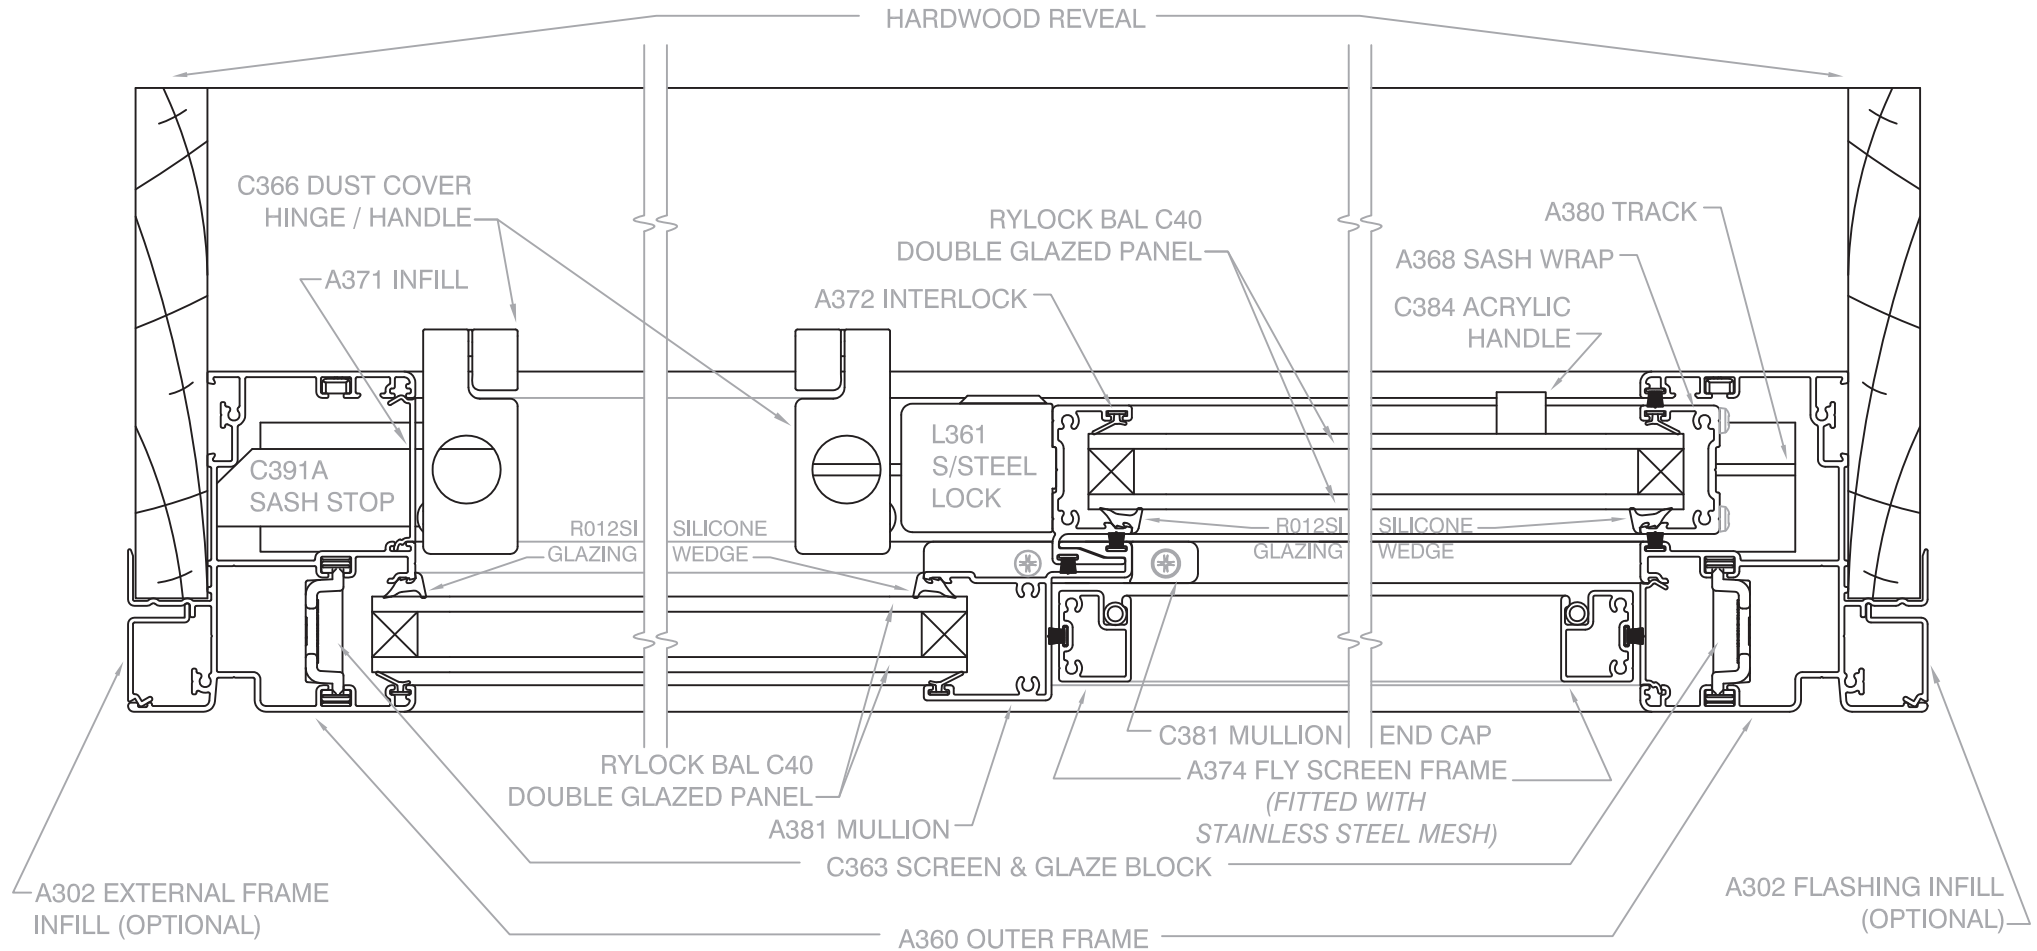 HARDWOOD REVEAL
C366 DUST COVER
HINGE / HANDLE
A371 INFILL
RYLOCK BAL C40
DOUBLE GLAZED PANEL
A372 INTERLOCK
A380 TRACK
A368 SASH WRAP
C384 ACRYLIC
HANDLE
C391A
SASH STOP
L361
S/STEEL
LOCK
R012SI SILICONE
GLAZING WEDGE
R012SI SILICONE
GLAZING WEDGE
RYLOCK BAL C40
DOUBLE GLAZED PANEL
A381 MULLION
C381 MULLION END CAP
A374 FLY SCREEN FRAME
(FITTED WITH
STAINLESS STEEL MESH)
C363 SCREEN & GLAZE BLOCK
A302 EXTERNAL FRAME
INFILL (OPTIONAL)
A360 OUTER FRAME
A302 FLASHING INFILL
(OPTIONAL)